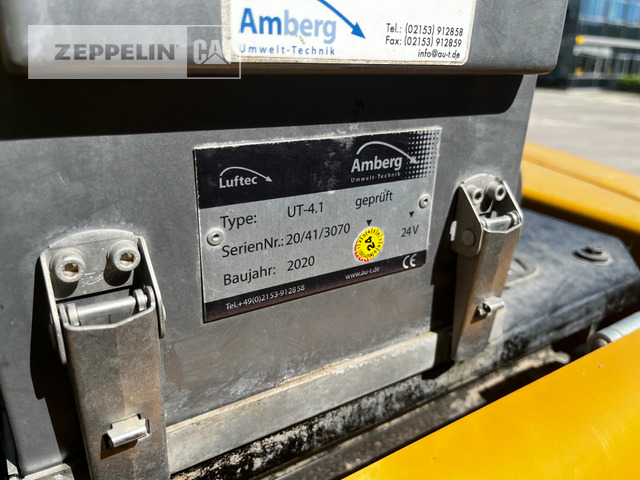 ZEPPELIN CAT
Amberg
Umwelt-Technik
Tel.: (02153) 912858
Fax: (02153) 912859
info@au-t.de
Luftec
Amberg
Umwelt-Technik
Type: UT-4.1 geprüft
SerienNr.: 20/41/3070 24 24V
Baujahr: 2020
www.au-t.de CE
Tel.+49(0)2153-912858